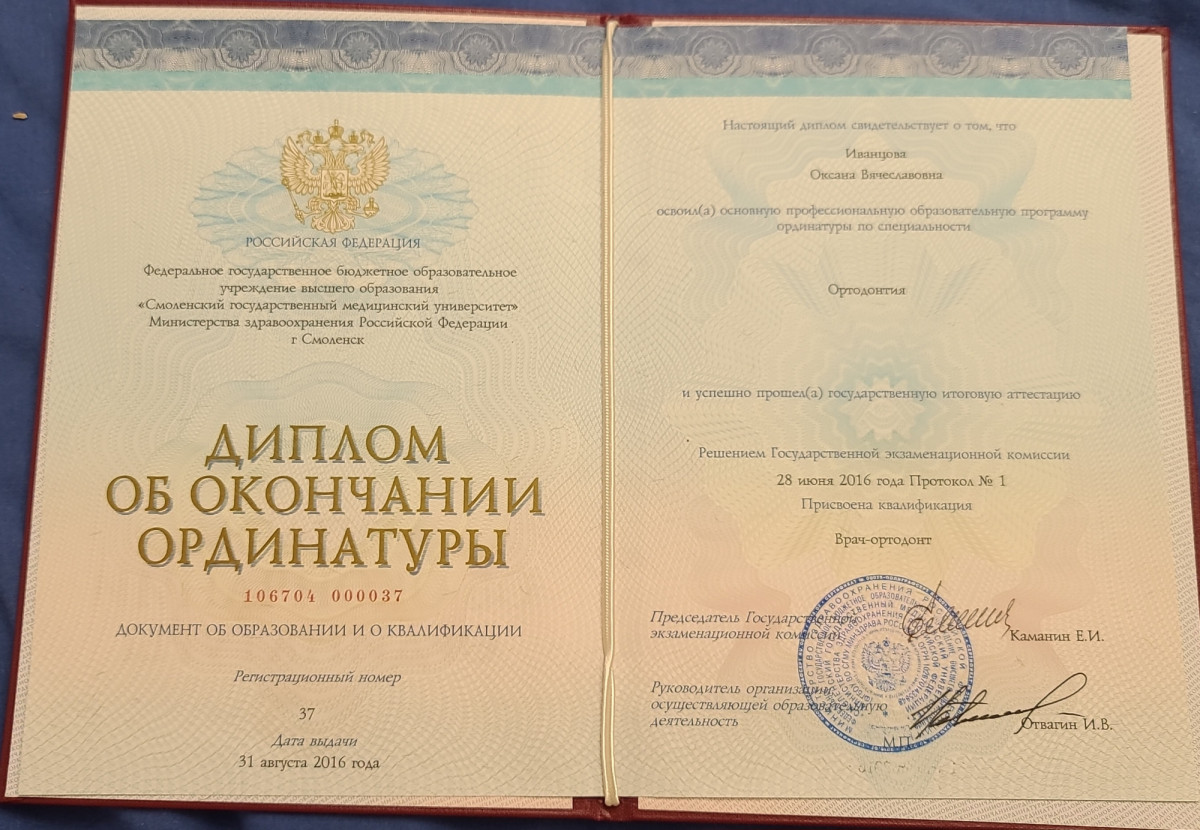 РОССИЙСКАЯ ФЕДЕРАЦИЯ
Федеральное государственное бюджетное образовательное
учреждение высшего образования
«Смоленский государственный медицинский университет»
Министерства здравоохранения Российской Федерации
г Смоленск
ДИПЛОМ
ОБ ОКОНЧАНИИ
ОРДИНАТУРЫ
106704 000037
ДОКУМЕНТ ОБ ОБРАЗОВАНИИ И О КВАЛИФИКАЦИИ
Регистрационный номер
37
Дата выдачи
31 августа 2016 года
Настоящий диплом свидетельствует о том, что
Иванцова
Оксана Вячеславовна
освоил(а) основную профессиональную образовательную программу
ординатуры по специальности
Ортодонтия
и успешно прошел(а) государственную итоговую аттестацию
Решением Государственной экзаменационной комиссии
28 июня 2016 года Протокол № 1
Присвоена квалификация
Врач-ортодонт
Председатель Государственной
экзаменационной комиссии
Каманин Е.И.
Руководитель организации,
осуществляющей образовательную
деятельность
Отвагин И.В.
М.П.